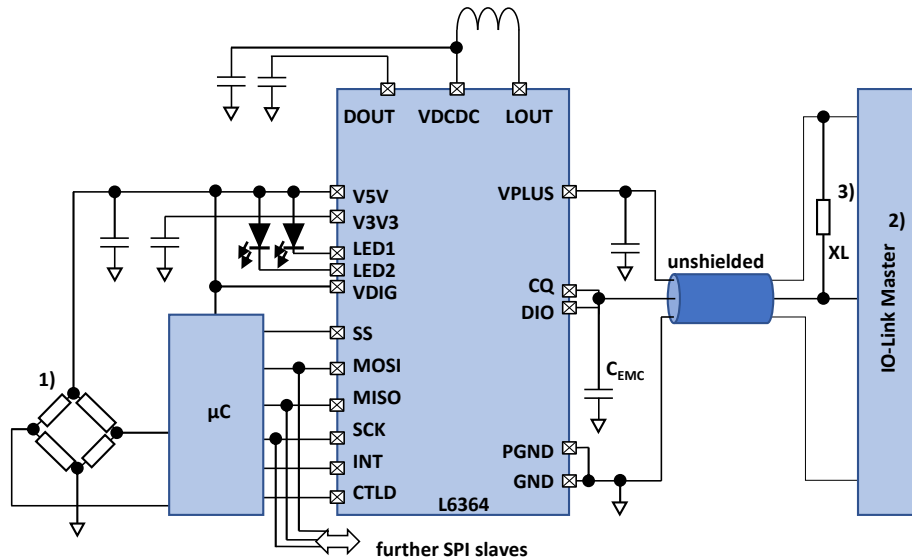 DOUT VDCDC LOUT
V5V
V3V3
LED1
LED2
VDIG
SS
MOSI
MISO
SCK
INT
CTLD
VPLUS
CQ
DIO
PGND
GND
L6364
µC
1)
CEMC
unshielded
3)
XL
2)
IO-Link Master
further SPI slaves